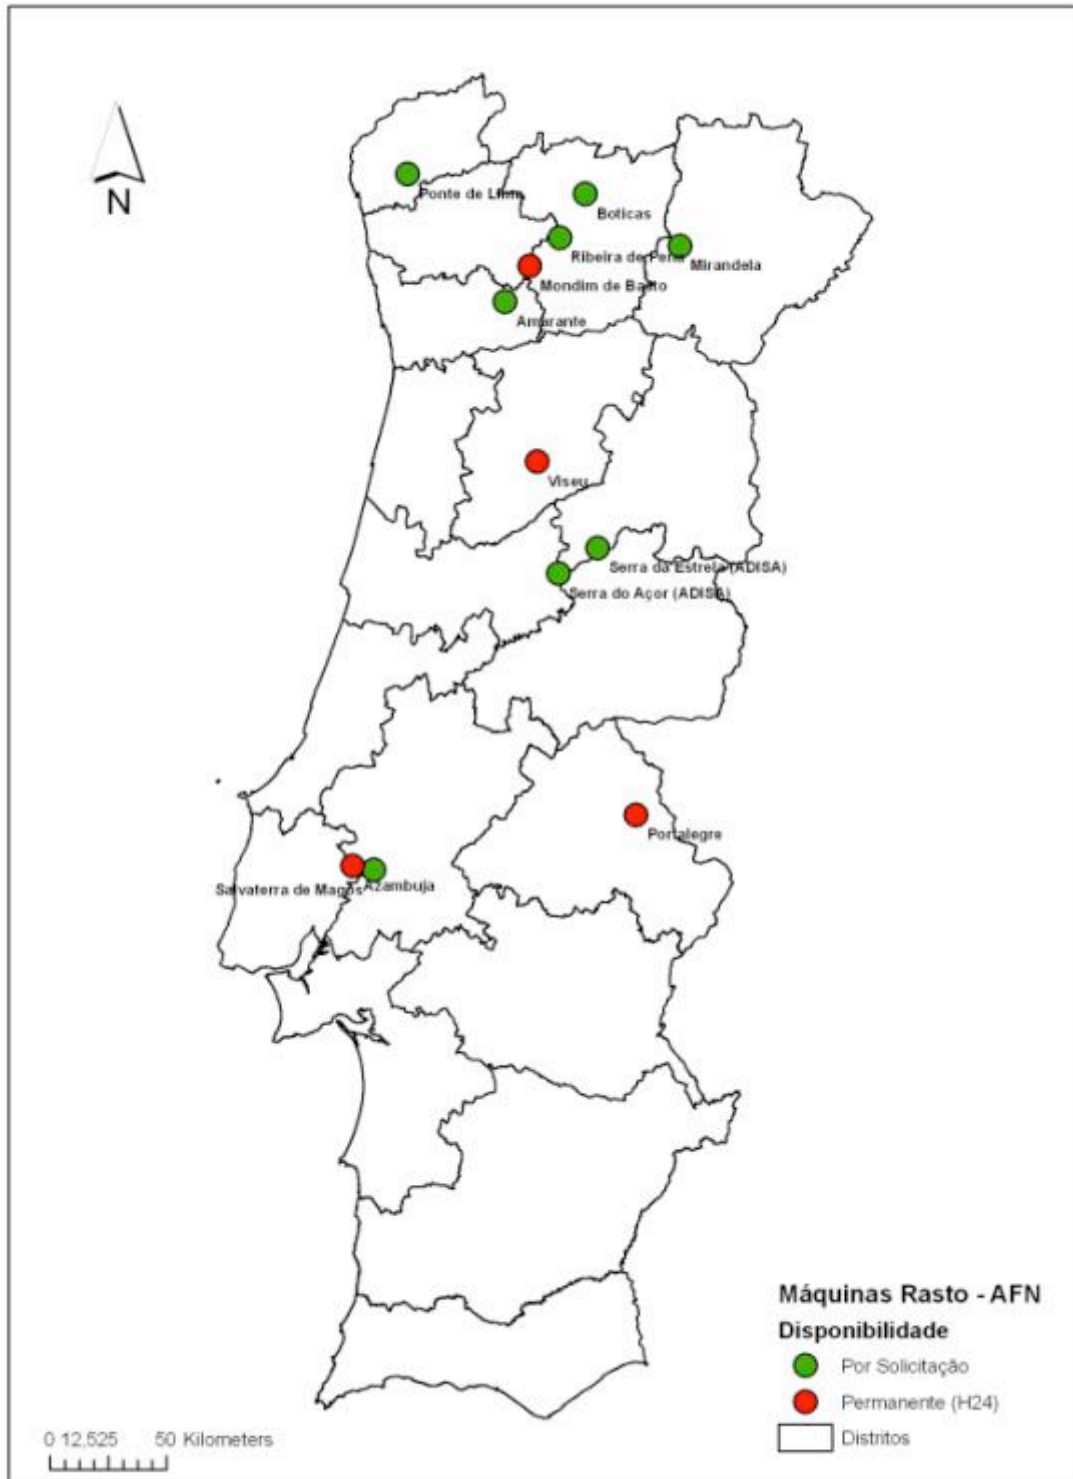 N
Ponte de Lima
Boticas
Ribeira de Pena
Mirandela
Mondim de Basto
Amarante
Viseu
Serra da Estrela (ADISA)
Serra do Açor (ADISA)
Portalegre
Salvaterra de Magos
Azambuja
Máquinas Rasto - AFN
Disponibilidade
Por Solicitação
Permanente (H24)
Distritos
0 12,525 50 Kilometers